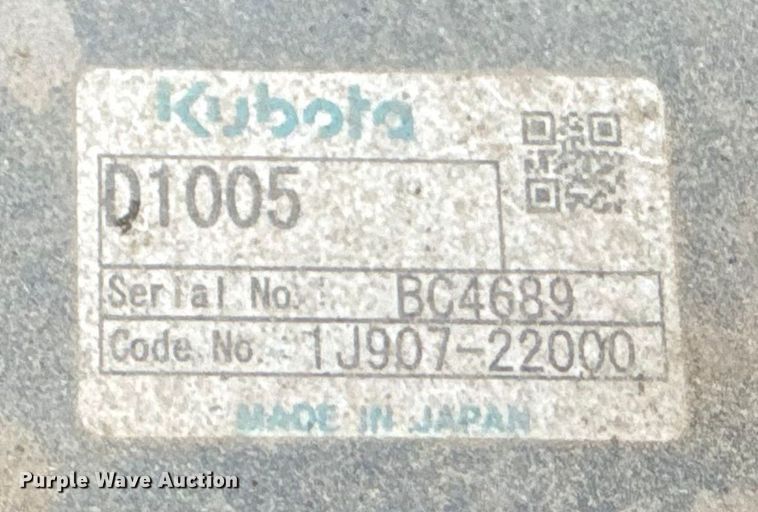 Kubota
D1005
Serial No. BC4689
Code No. 1J907-22000
MADE IN JAPAN
Purple Wave Auction